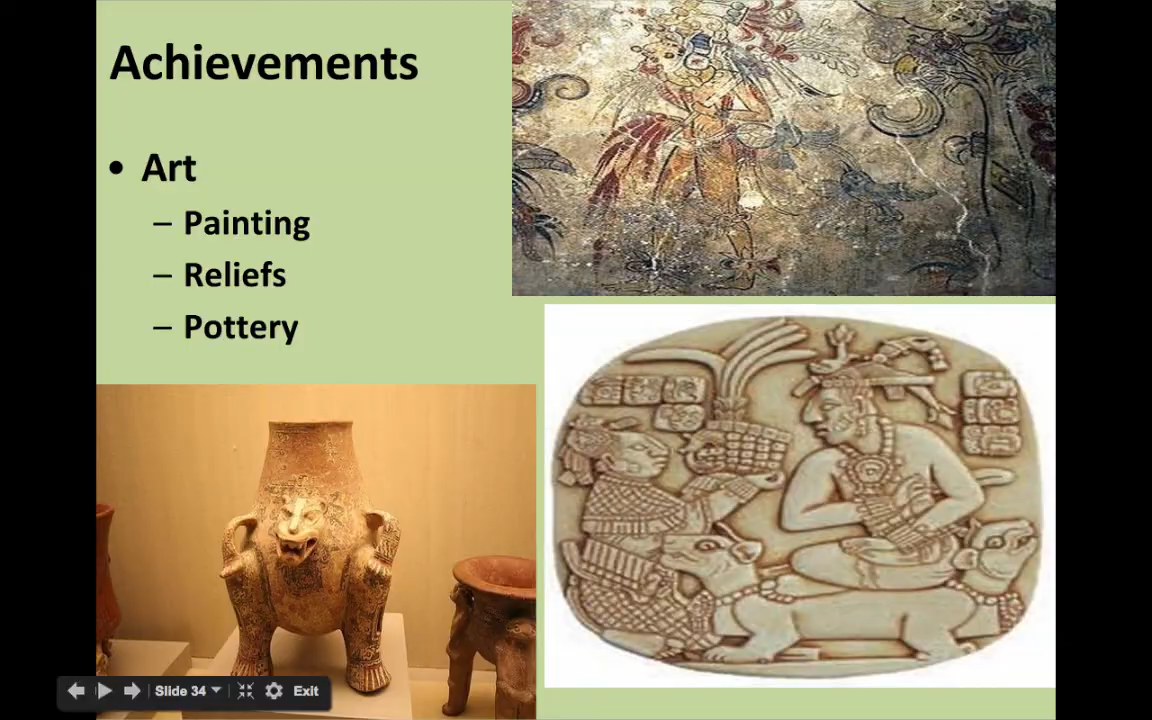 Achievements
• Art
– Painting
– Reliefs
– Pottery
Slide 34
Exit